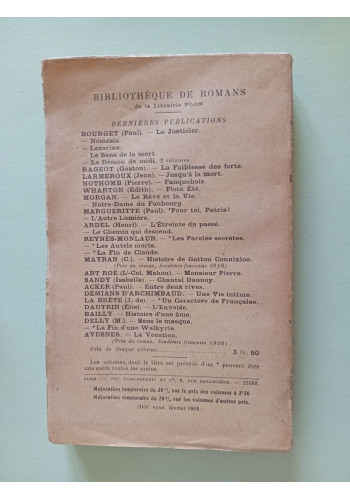 BIBLIOTHÈQUE DE ROMANS
de la Librairie PLON
DERNIÈRES PUBLICATIONS
BOURGET (Paul). — Le Justicier.
— Némésis
— Lazarine.
— Le Sens de la mort.
— Le Démon de midi, 2 volumes.
RAGEOT (Gaston). — La Faiblesse des forts.
LARMEROUX (Jean). — Jusqu'à la mort.
NOTHOMB (Pierre). — Fauquebois
WHARTON (Edith). — Plein Été.
MORGAN. — Le Rêve et la Vie.
— Notre-Dame du Faubourg.
MARGUERITTE (Paul). *Pour toi, Patrie!
— L'Autre Lumière.
ARDEL (Henri). — L'Étreinte du passé.
— Le Chemin qui descend.
REYNÈS-MONLAUR. — *Les Paroles secrètes.
— *Les Autels morts.
— *La Fin de Claude.
MAYRAN (C.). — Histoire de Gotton Connixloo.
(Prix du roman, Académie française 1918)
ART ROË (L'-Col. Mahon). — Monsieur Pierre.
SANDY (Isabelle). — Chantal Daunoy.
ACKER (Paul). — Entre deux rives.
DÉMIANS D'ARCHIMBAUD. — Une Vie intime.
LA BRÈTE (J. de). — *Un Caractère de Française.
DAUTRIN (Élie). — L'Envolée.
BAILLY. — Histoire d'âme.
DELLY (M.). — Sous le masque.
— *La Fin d'une Walkyrie
AVESNES. — La Vocation.
(Prix du roman, Académie française 1916)
Prix de chaque volume 3 fr. 50
Les volumes dont le titre est précédé d'un * peuvent être
mis entre toutes les mains.
Majoration temporaire de 30%, sur le prix des volumes à 3'50
Majoration temporaire de 20%, sur les volumes d'autres prix.
(Déc. synd. février 1918).